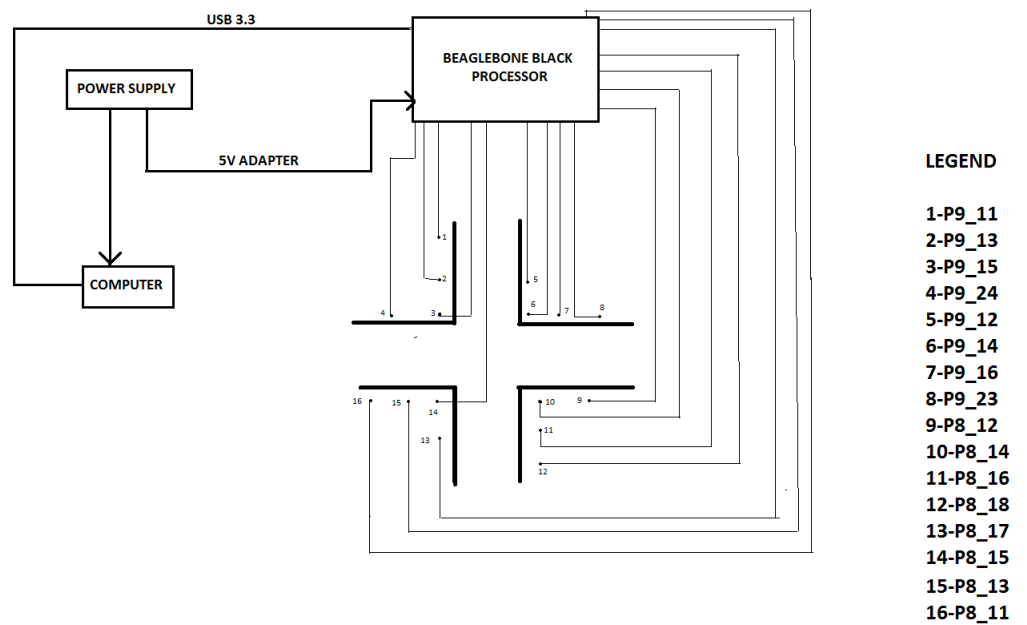 USB 3.3
BEAGLEBONE BLACK
PROCESSOR
POWER SUPPLY
5V ADAPTER
COMPUTER
LEGEND
1-P9_11
2-P9_13
3-P9_15
4-P9_24
5-P9_12
6-P9_14
7-P9_16
8-P9_23
9-P8_12
10-P8_14
11-P8_16
12-P8_18
13-P8_17
14-P8_15
15-P8_13
16-P8_11
1
2
3
4
5
6
7
8
16
15
14
13
10
9
11
12